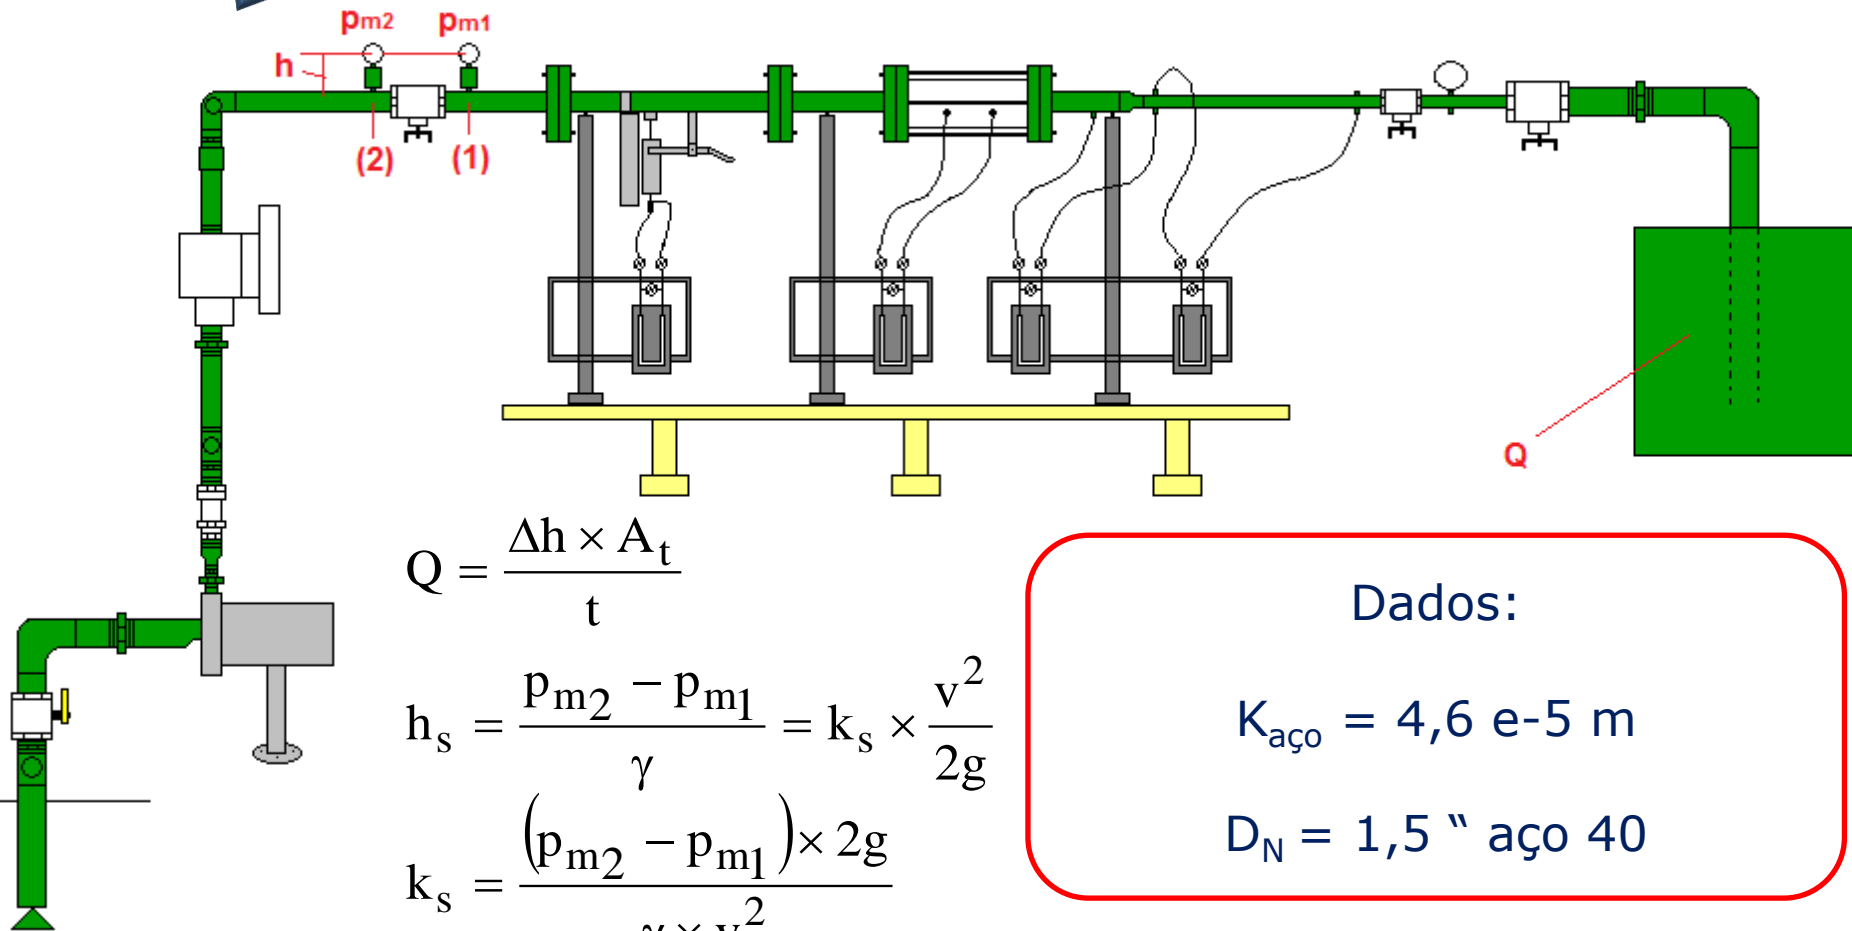 pm2 pm1
h
(2) (1)
Q
Q = Δh × At / t
hs = pm2 − pm1 / γ = ks × v² / 2g
ks = (pm2 − pm1) × 2g / γ × v²
Dados:
Kaço = 4,6 e-5 m
DN = 1,5 “ aço 40